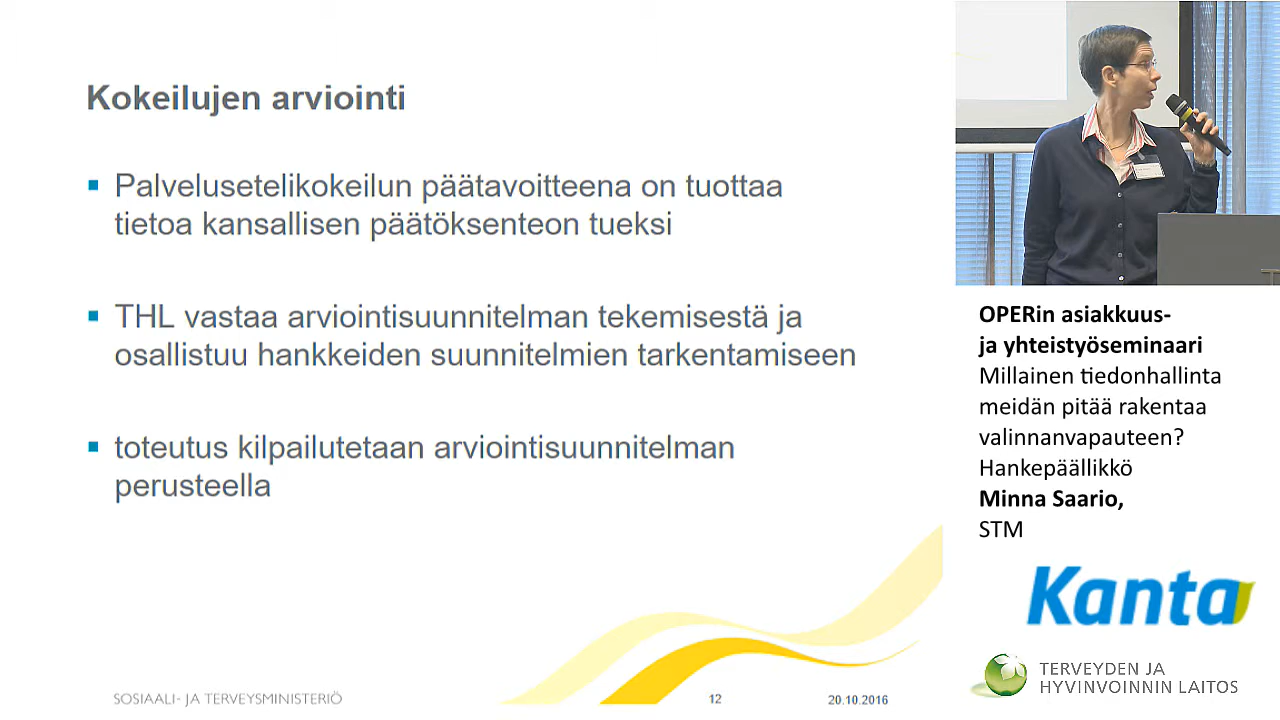 Kokeilujen arviointi
Palvelusetelikokeilun päätavoitteena on tuottaa
tietoa kansallisen päätöksenteon tueksi
THL vastaa arviointisuunnitelman tekemisestä ja
osallistuu hankkeiden suunnitelmien tarkentamiseen
toteutus kilpailutetaan arviointisuunnitelman
perusteella
SOSIAALI- JA TERVEYSMINISTERIÖ
12
20.10.2016
OPERin asiakkuus-
ja yhteistyöseminaari
Millainen tiedonhallinta
meidän pitää rakentaa
valinnanvapauteen?
Hankepäällikkö
Minna Saario,
STM
Kanta
TERVEYDEN JA
HYVINVOINNIN LAITOS